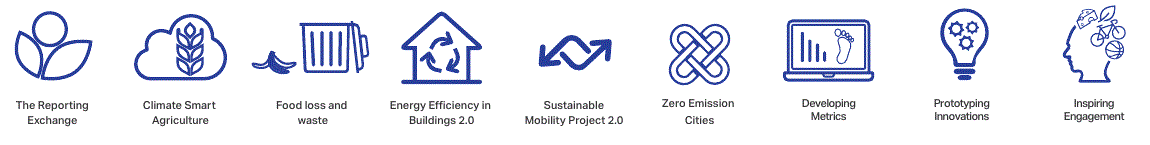 The Reporting
Exchange
Climate Smart
Agriculture
Food loss and
waste
Energy Efficiency in
Buildings 2.0
Sustainable
Mobility Project 2.0
Zero Emission
Cities
Developing
Metrics
Prototyping
Innovations
Inspiring
Engagement